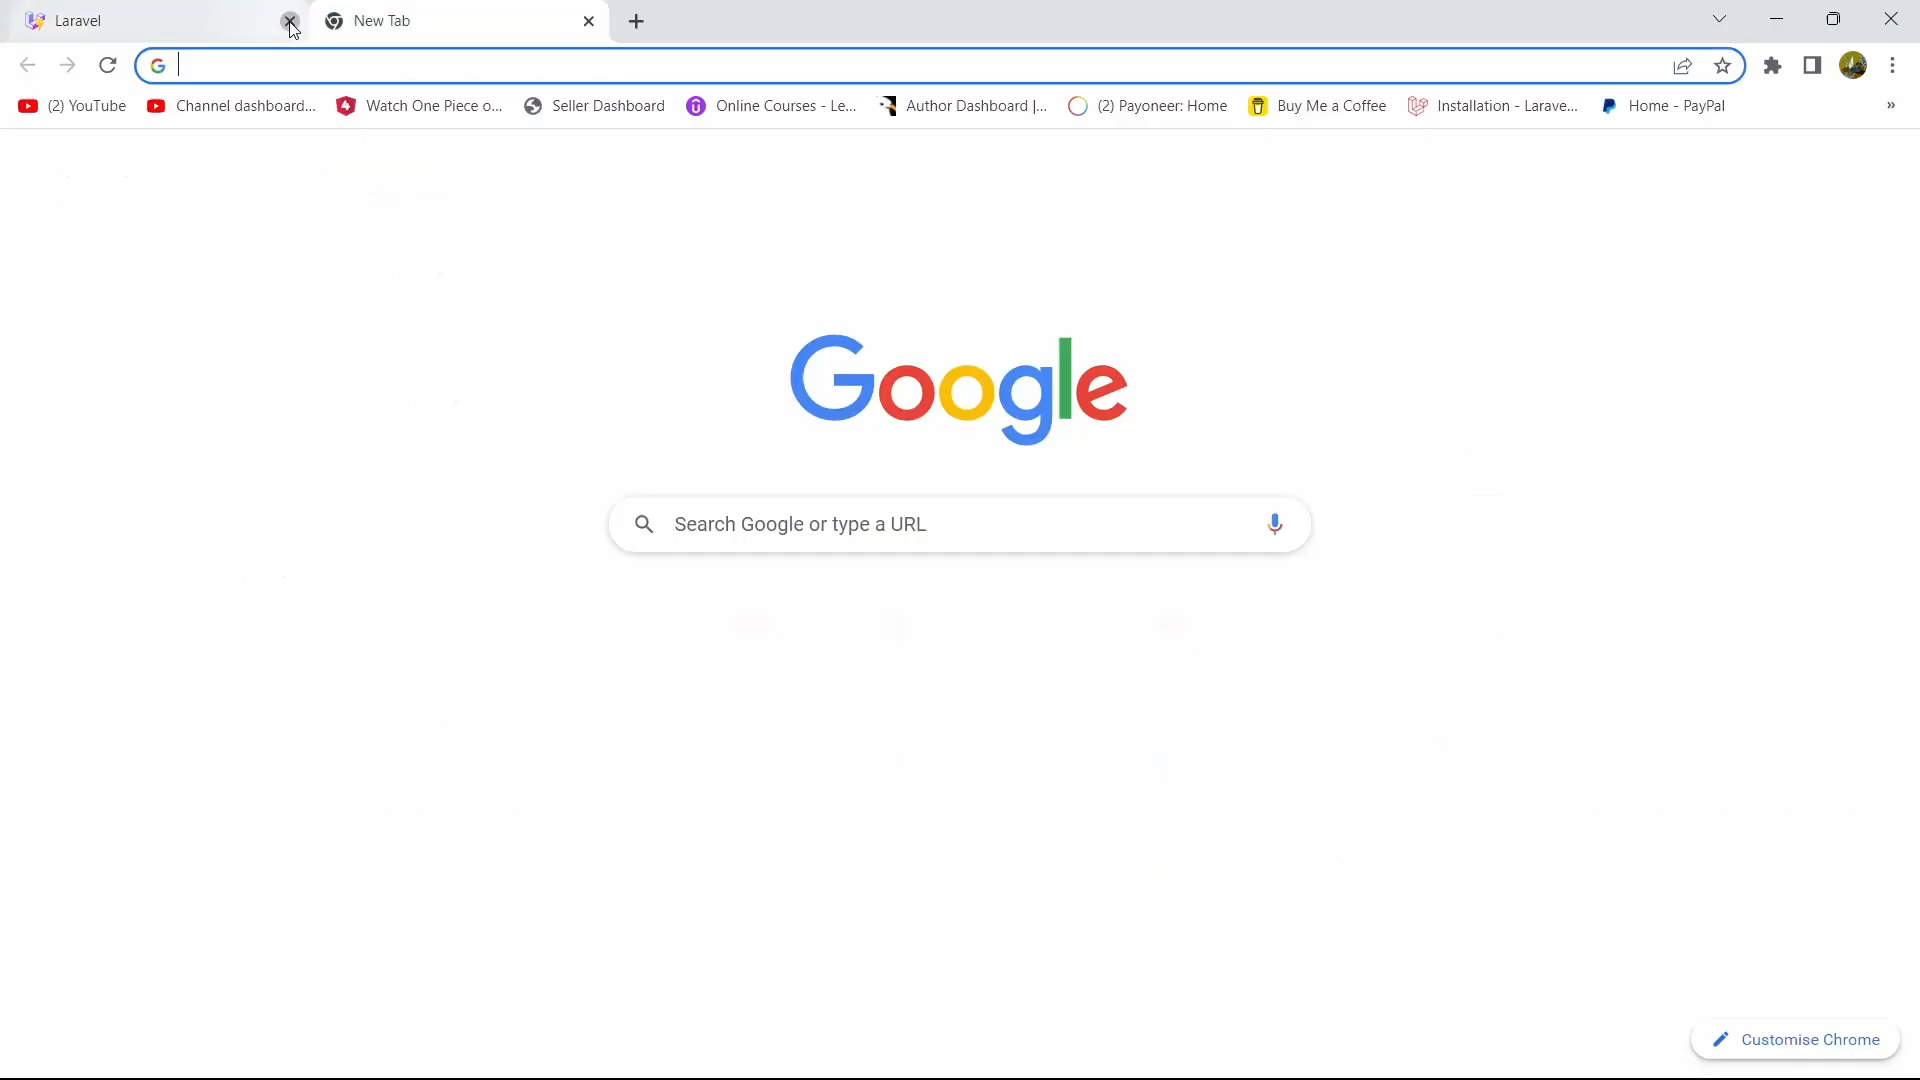 Laravel
New Tab
(2) YouTube
Channel dashboard...
Watch One Piece o...
Seller Dashboard
Online Courses - Le...
Author Dashboard |...
(2) Payoneer: Home
Buy Me a Coffee
Installation - Larave...
Home - PayPal
Google
Search Google or type a URL
Customise Chrome